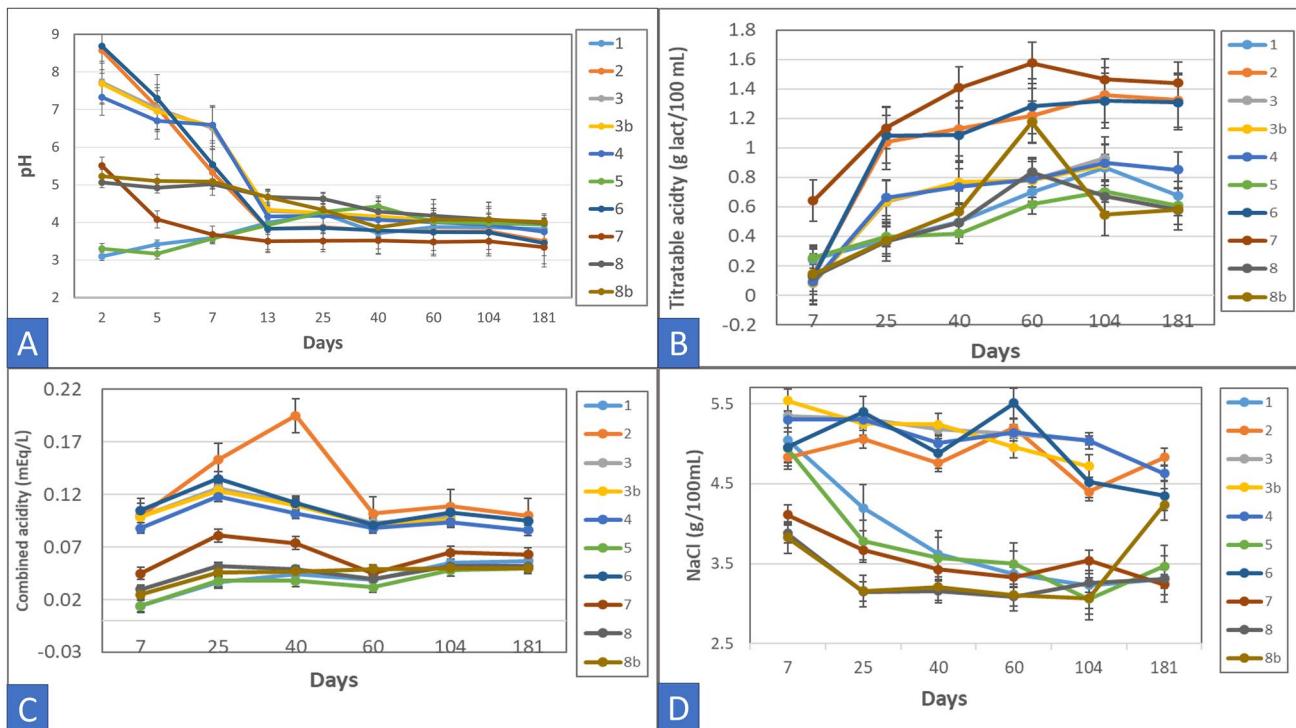 9
8
7
6
5
4
3
2
pH
2 5 7 13 25 40 60 104 181
Days
1
2
3
3b
4
5
6
7
8
8b
A
1.8
1.6
1.4
1.2
1
0.8
0.6
0.4
0.2
0
-0.2
Titratable acidity (g lact/100 mL)
7 25 40 60 104 181
Days
1
2
3
3b
4
5
6
7
8
8b
B
0.22
0.17
0.12
0.07
0.02
-0.03
Combined acidity (mEq/L)
7 25 40 60 104 181
Days
1
2
3
3b
4
5
6
7
8
8b
C
5.5
4.5
3.5
2.5
NaCl (g/100mL)
7 25 40 60 104 181
Days
1
2
3
3b
4
5
6
7
8
8b
D